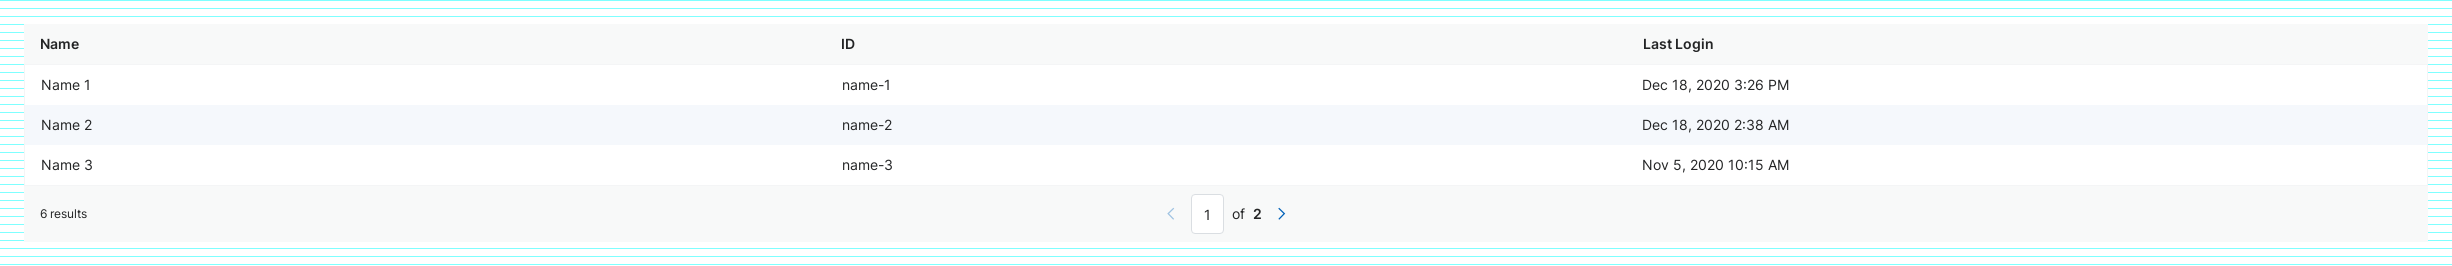 Name ID Last Login
Name 1 name-1 Dec 18, 2020 3:26 PM
Name 2 name-2 Dec 18, 2020 2:38 AM
Name 3 name-3 Nov 5, 2020 10:15 AM
6 results 1 of 2